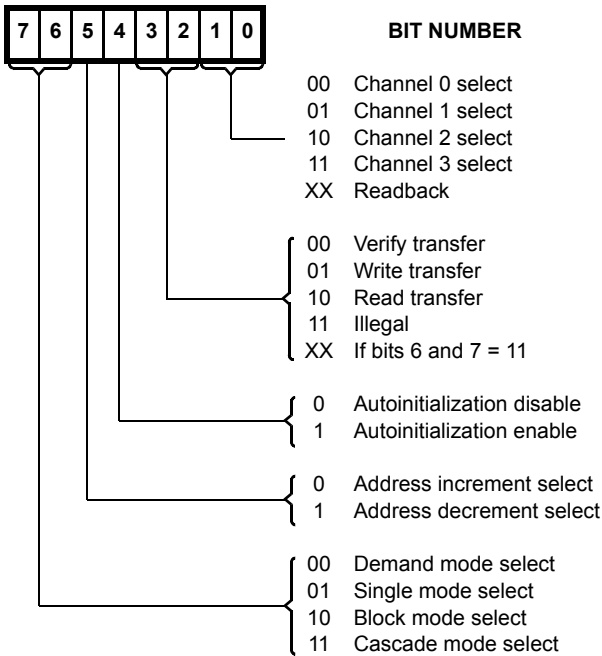 7 6 5 4 3 2 1 0 BIT NUMBER
00 Channel 0 select
01 Channel 1 select
10 Channel 2 select
11 Channel 3 select
XX Readback
00 Verify transfer
01 Write transfer
10 Read transfer
11 Illegal
XX If bits 6 and 7 = 11
0 Autoinitialization disable
1 Autoinitialization enable
0 Address increment select
1 Address decrement select
00 Demand mode select
01 Single mode select
10 Block mode select
11 Cascade mode select